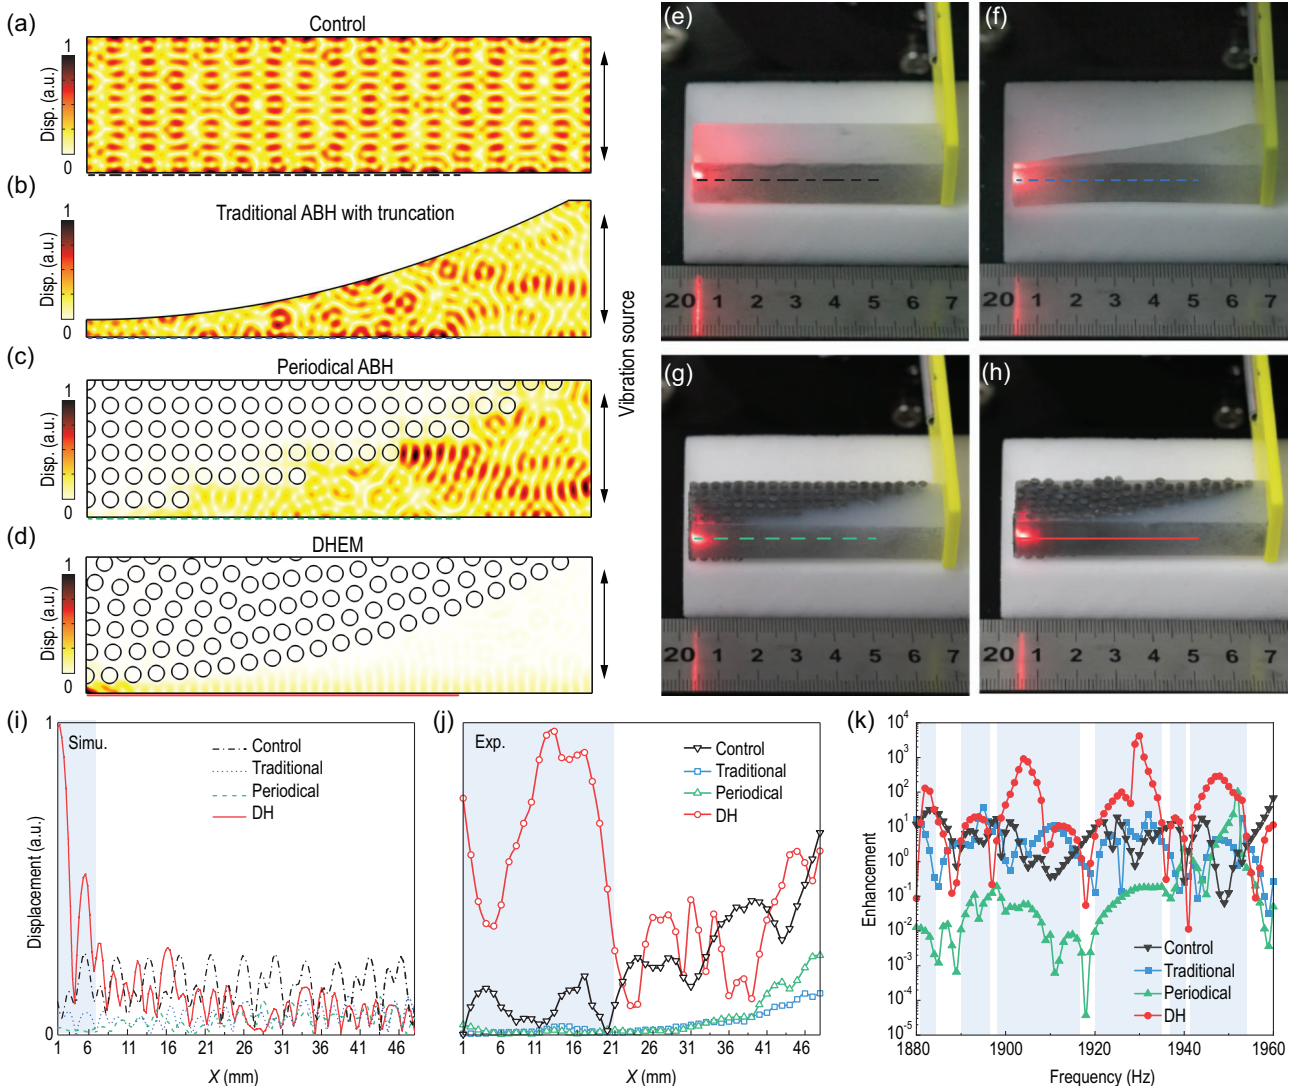 (a)
Control
1
Disp. (a.u.)
0
(b)
Traditional ABH with truncation
1
Disp. (a.u.)
0
(c)
Periodical ABH
1
Disp. (a.u.)
0
(d)
DHEM
1
Disp. (a.u.)
0
Vibration source
(e)
20 1 2 3 4 5 6 7
(f)
20 1 2 3 4 5 6 7
(g)
20 1 2 3 4 5 6 7
(h)
20 1 2 3 4 5 6 7
(i)
Simu.
Control
Traditional
Periodical
DH
1
Displacement (a.u.)
0
1 6 11 16 21 26 31 36 41 46
X (mm)
(j)
Exp.
Control
Traditional
Periodical
DH
1 6 11 16 21 26 31 36 41 46
X (mm)
(k)
10⁴
10³
10²
10¹
10⁰
10⁻¹
10⁻²
10⁻³
10⁻⁴
10⁻⁵
Enhancement
Control
Traditional
Periodical
DH
1880 1900 1920 1940 1960
Frequency (Hz)